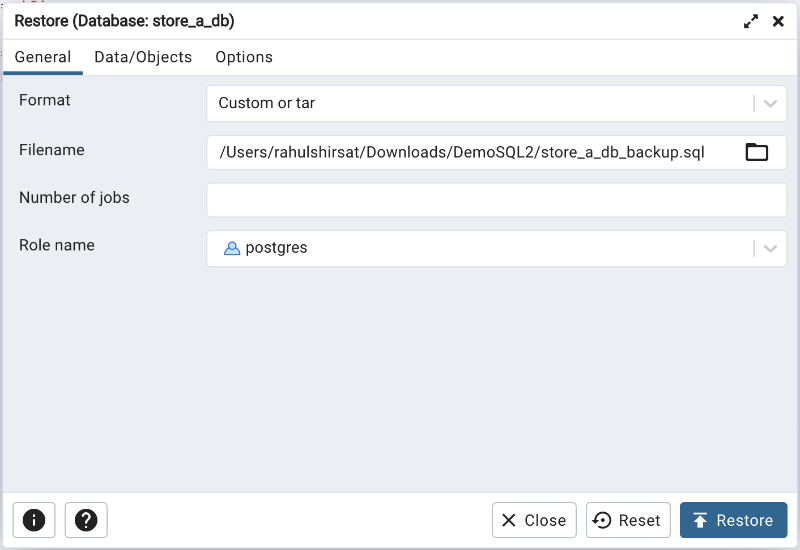 Restore (Database: store_a_db)
General Data/Objects Options
Format Custom or tar
Filename /Users/rahulshirsat/Downloads/DemoSQL2/store_a_db_backup.sql
Number of jobs
Role name postgres
Close Reset Restore